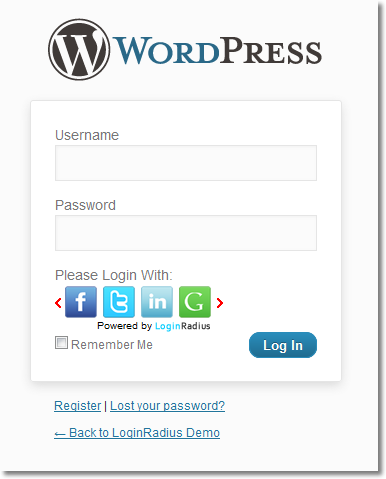 WORDPRESS
Username
Password
Please Login With:
f t in G
Powered by LoginRadius
Remember Me
Log In
Register | Lost your password?
← Back to LoginRadius Demo